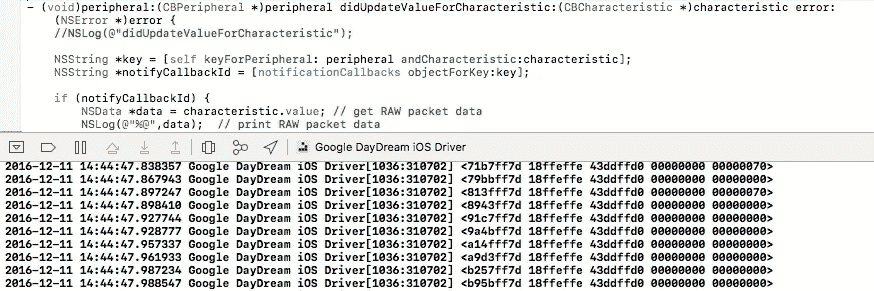 - (void)peripheral:(CBPeripheral *)peripheral didUpdateValueForCharacteristic:(CBCharacteristic *)characteristic error:
(NSError *)error {
//NSLog(@"didUpdateValueForCharacteristic");
NSString *key = [self keyForPeripheral: peripheral andCharacteristic:characteristic];
NSString *notifyCallbackId = [notificationCallbacks objectForKey:key];
if (notifyCallbackId) {
NSData *data = characteristic.value; // get RAW packet data
NSLog(@"%@",data); // print RAW packet data
Google DayDream iOS Driver
2016-12-11 14:44:47.838357 Google DayDream iOS Driver[1036:310702] <71b7ff7d 18ffeffe 43ddffd0 00000000 00000070>
2016-12-11 14:44:47.867943 Google DayDream iOS Driver[1036:310702] <79bbff7d 18ffeffe 43ddffd0 00000000 00000000>
2016-12-11 14:44:47.897247 Google DayDream iOS Driver[1036:310702] <813fff7d 18ffeffe 43ddffd0 00000000 00000000>
2016-12-11 14:44:47.898410 Google DayDream iOS Driver[1036:310702] <8943ff7d 18ffeffe 43ddffd0 00000000 00000000>
2016-12-11 14:44:47.927744 Google DayDream iOS Driver[1036:310702] <91c7ff7d 18ffeffe 43ddffd0 00000000 00000000>
2016-12-11 14:44:47.928777 Google DayDream iOS Driver[1036:310702] <9a4bff7d 18ffeffe 43ddffd0 00000000 00000000>
2016-12-11 14:44:47.957337 Google DayDream iOS Driver[1036:310702] <a14fff7d 18ffeffe 43ddffd0 00000000 00000000>
2016-12-11 14:44:47.961933 Google DayDream iOS Driver[1036:310702] <a9d3ff7d 18ffeffe 43ddffd0 00000000 00000000>
2016-12-11 14:44:47.987234 Google DayDream iOS Driver[1036:310702] <b257ff7d 18ffeffe 43ddffd0 00000000 00000000>
2016-12-11 14:44:47.988547 Google DayDream iOS Driver[1036:310702] <b95bff7d 18ffeffe 43ddffd0 00000000 00000000>